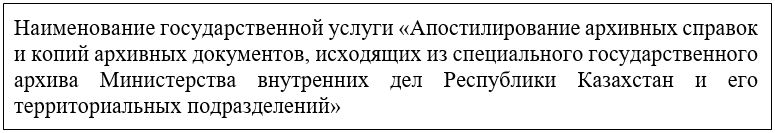 Наименование государственной услуги «Апостилирование архивных справок
и копий архивных документов, исходящих из специального государственного
архива Министерства внутренних дел Республики Казахстан и его
территориальных подразделений»